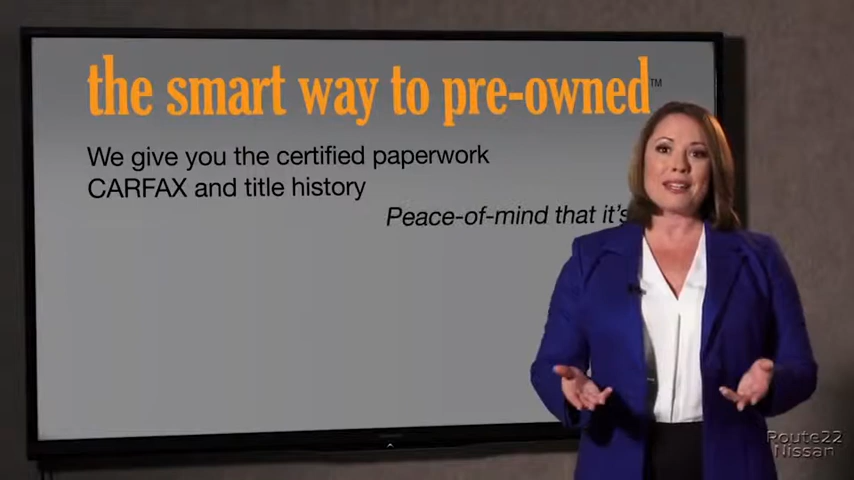 the smart way to pre-owned™
We give you the certified paperwork
CARFAX and title history
Peace-of-mind that it's
Route22
Nissan